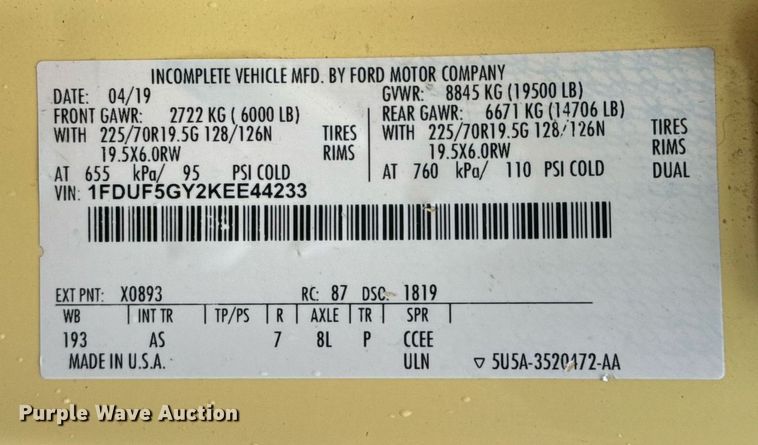 INCOMPLETE VEHICLE MFD. BY FORD MOTOR COMPANY
DATE: 04/19 GVWR: 8845 KG (19500 LB)
FRONT GAWR: 2722 KG ( 6000 LB) REAR GAWR: 6671 KG (14706 LB)
WITH 225/70R19.5G 128/126N TIRES WITH 225/70R19.5G 128/126N TIRES
19.5X6.0RW RIMS 19.5X6.0RW RIMS
AT 655 kPa/ 95 PSI COLD AT 760 kPa/ 110 PSI COLD DUAL
VIN: 1FDUF5GY2KEE44233
EXT PNT: X0893 RC: 87 DSO: 1819
WB INT TR TP/PS R AXLE TR SPR
193 AS 7 8L P CCEE
MADE IN U.S.A. ULN ▽ 5U5A-3520472-AA
Purple Wave Auction